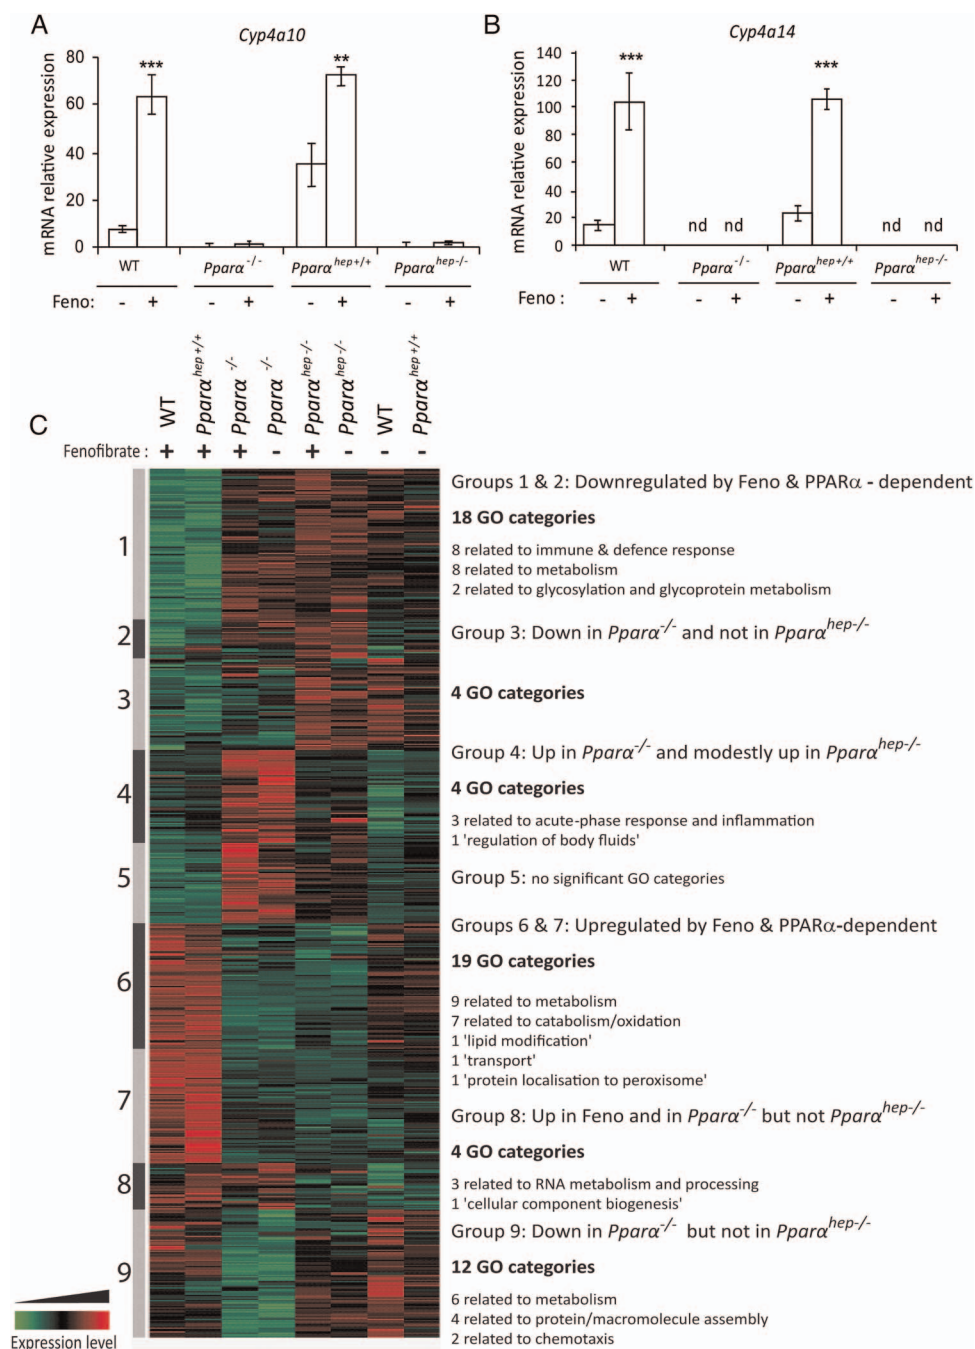 A
Cyp4a10
mRNA relative expression
80
60
40
20
0
***
**
WT
Pparα-/-
Pparαhep+/+
Pparαhep-/-
Feno:
- + - + - + - +
B
Cyp4a14
mRNA relative expression
140
120
100
80
60
40
20
0
***
nd nd
***
nd nd
WT
Pparα-/-
Pparαhep+/+
Pparαhep-/-
Feno :
- + - + - + - +
C
WT
Pparαhep+/+
Pparα-/-
Pparα-/-
Pparαhep-/-
Pparαhep-/-
WT
Pparαhep+/+
Fenofibrate :
+ + + - + - - -
1
2
3
4
5
6
7
8
9
Groups 1 & 2: Downregulated by Feno & PPARα - dependent
18 GO categories
8 related to immune & defence response
8 related to metabolism
2 related to glycosylation and glycoprotein metabolism
Group 3: Down in Pparα-/- and not in Pparαhep-/-
4 GO categories
Group 4: Up in Pparα-/- and modestly up in Pparαhep-/-
4 GO categories
3 related to acute-phase response and inflammation
1 'regulation of body fluids'
Group 5: no significant GO categories
Groups 6 & 7: Upregulated by Feno & PPARα-dependent
19 GO categories
9 related to metabolism
7 related to catabolism/oxidation
1 'lipid modification'
1 'transport'
1 'protein localisation to peroxisome'
Group 8: Up in Feno and in Pparα-/- but not Pparαhep-/-
4 GO categories
3 related to RNA metabolism and processing
1 'cellular component biogenesis'
Group 9: Down in Pparα-/- but not in Pparαhep-/-
12 GO categories
6 related to metabolism
4 related to protein/macromolecule assembly
2 related to chemotaxis
Expression level